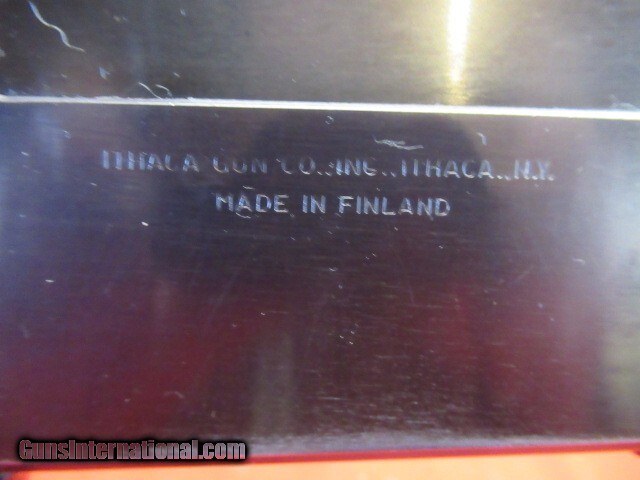 ITHACA GUN CO., INC., ITHACA, N.Y.
MADE IN FINLAND
GunsInternational.com